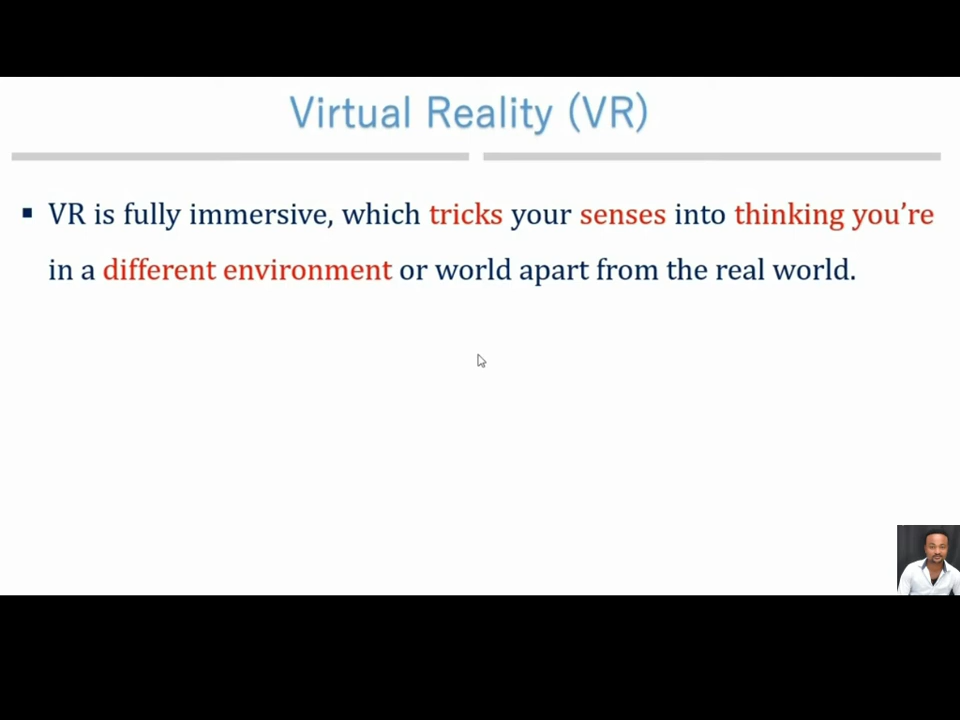 Virtual Reality (VR)
▪ VR is fully immersive, which tricks your senses into thinking you’re
in a different environment or world apart from the real world.